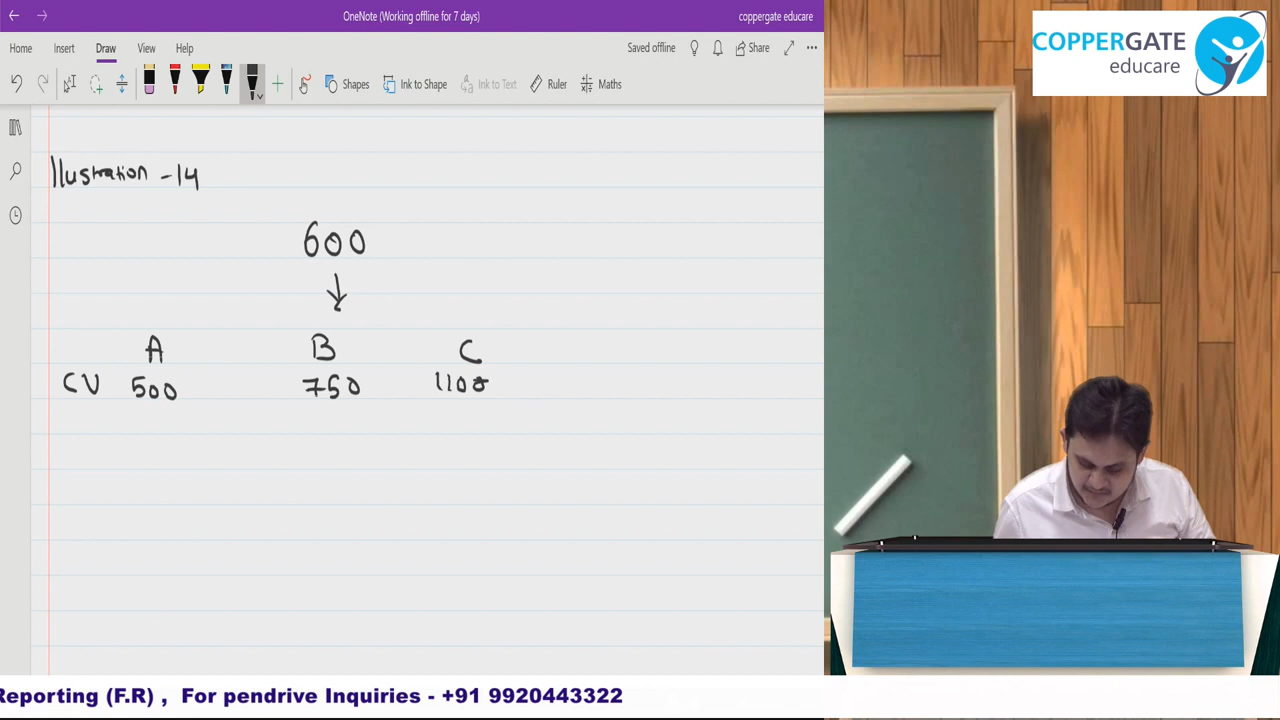 OneNote (Working offline for 7 days)
coppergate educare
Home Insert Draw View Help
Saved offline Share
Shapes Ink to Shape Ink to Text Ruler Maths
COPPERGATE
educare
Illustration -14
600
A B C
CV 500 750 1100
Reporting (F.R) , For pendrive Inquiries - +91 9920443322